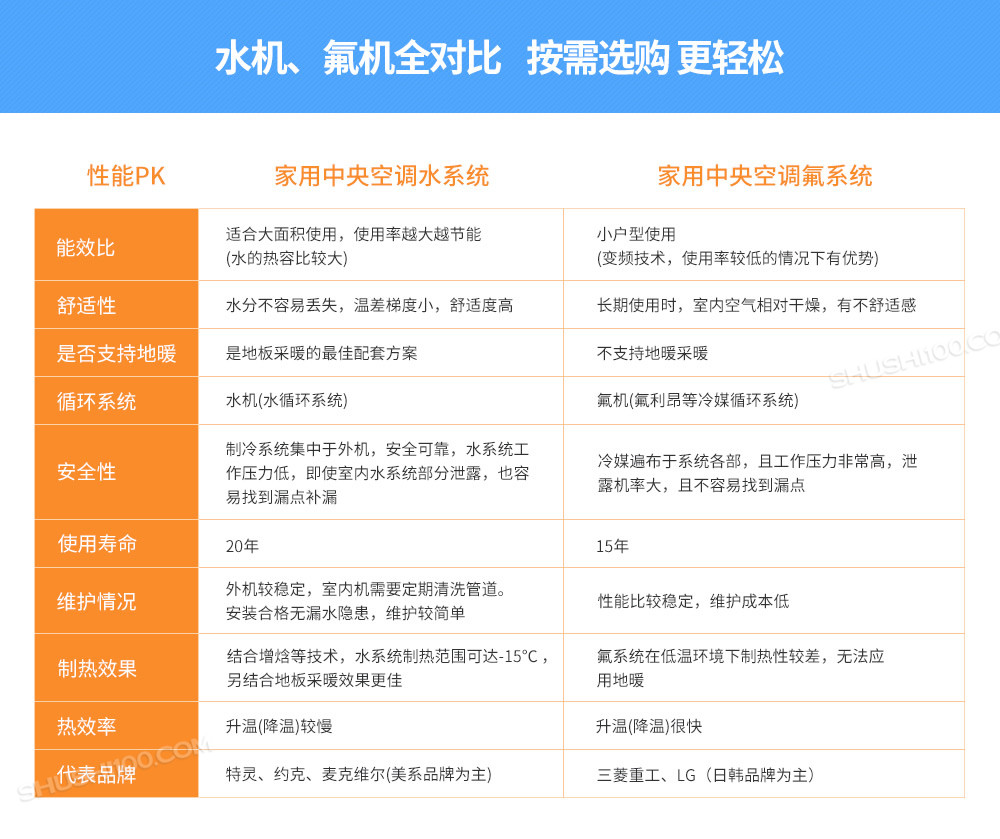 水机、氟机全对比 按需选购 更轻松
性能PK 家用中央空调水系统 家用中央空调氟系统
能效比
适合大面积使用，使用率越大越节能
(水的热容比较大)
小户型使用
(变频技术，使用率较低的情况下有优势)
舒适性
水分不容易丢失，温差梯度小，舒适度高
长期使用时，室内空气相对干燥，有不舒适感
是否支持地暖
是地板采暖的最佳配套方案
不支持地暖采暖
循环系统
水机(水循环系统)
氟机(氟利昂等冷媒循环系统)
安全性
制冷系统集中于外机，安全可靠，水系统工
作压力低，即使室内水系统部分泄露，也容
易找到漏点补漏
冷媒遍布于系统各部，且工作压力非常高，泄
露机率大，且不容易找到漏点
使用寿命
20年
15年
维护情况
外机较稳定，室内机需要定期清洗管道。
安装合格无漏水隐患，维护较简单
性能比较稳定，维护成本低
制热效果
结合增焓等技术，水系统制热范围可达-15℃，
另结合地板采暖效果更佳
氟系统在低温环境下制热性较差，无法应
用地暖
热效率
升温(降温)较慢
升温(降温)很快
代表品牌
特灵、约克、麦克维尔(美系品牌为主)
三菱重工、LG（日韩品牌为主）
SHUSHI100.CO
SHUSHI100.COM